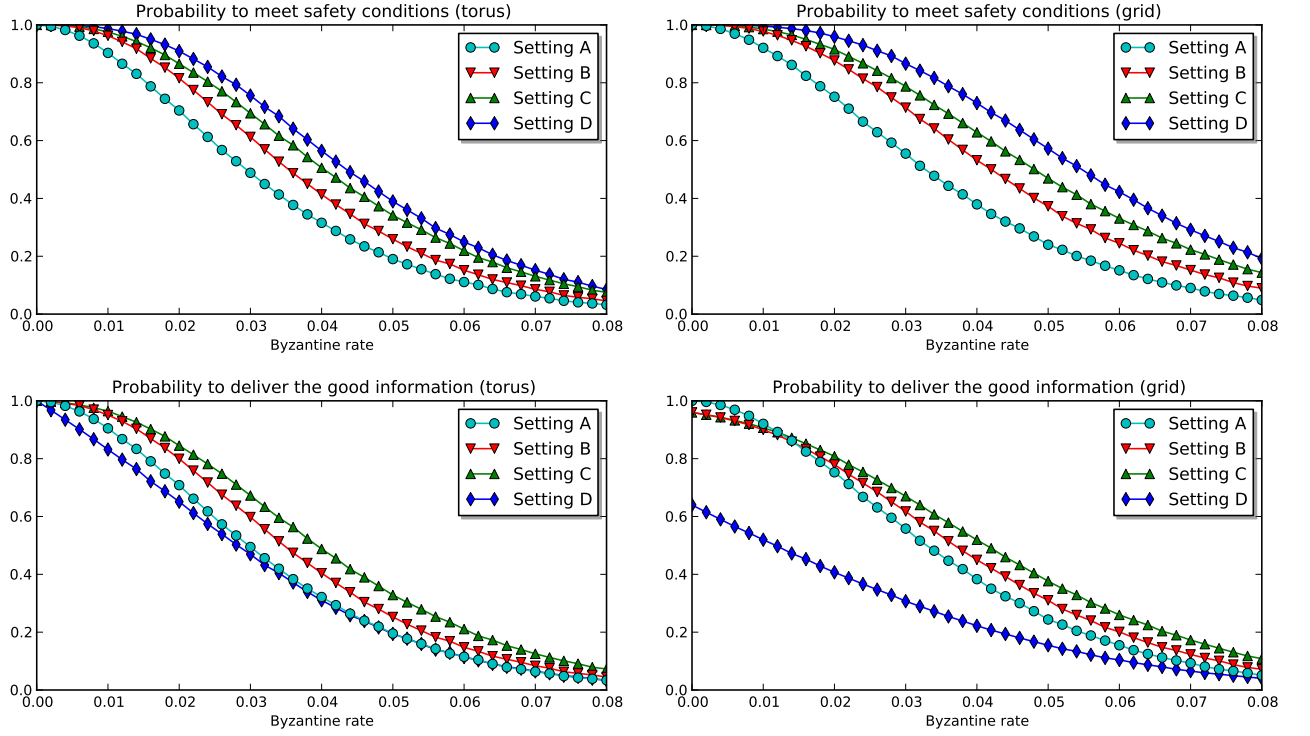 Probability to meet safety conditions (torus)
1.0
0.8
0.6
0.4
0.2
0.0
Setting A
Setting B
Setting C
Setting D
0.00 0.01 0.02 0.03 0.04 0.05 0.06 0.07 0.08
Byzantine rate
Probability to meet safety conditions (grid)
1.0
0.8
0.6
0.4
0.2
0.0
Setting A
Setting B
Setting C
Setting D
0.00 0.01 0.02 0.03 0.04 0.05 0.06 0.07 0.08
Byzantine rate
Probability to deliver the good information (torus)
1.0
0.8
0.6
0.4
0.2
0.0
Setting A
Setting B
Setting C
Setting D
0.00 0.01 0.02 0.03 0.04 0.05 0.06 0.07 0.08
Byzantine rate
Probability to deliver the good information (grid)
1.0
0.8
0.6
0.4
0.2
0.0
Setting A
Setting B
Setting C
Setting D
0.00 0.01 0.02 0.03 0.04 0.05 0.06 0.07 0.08
Byzantine rate